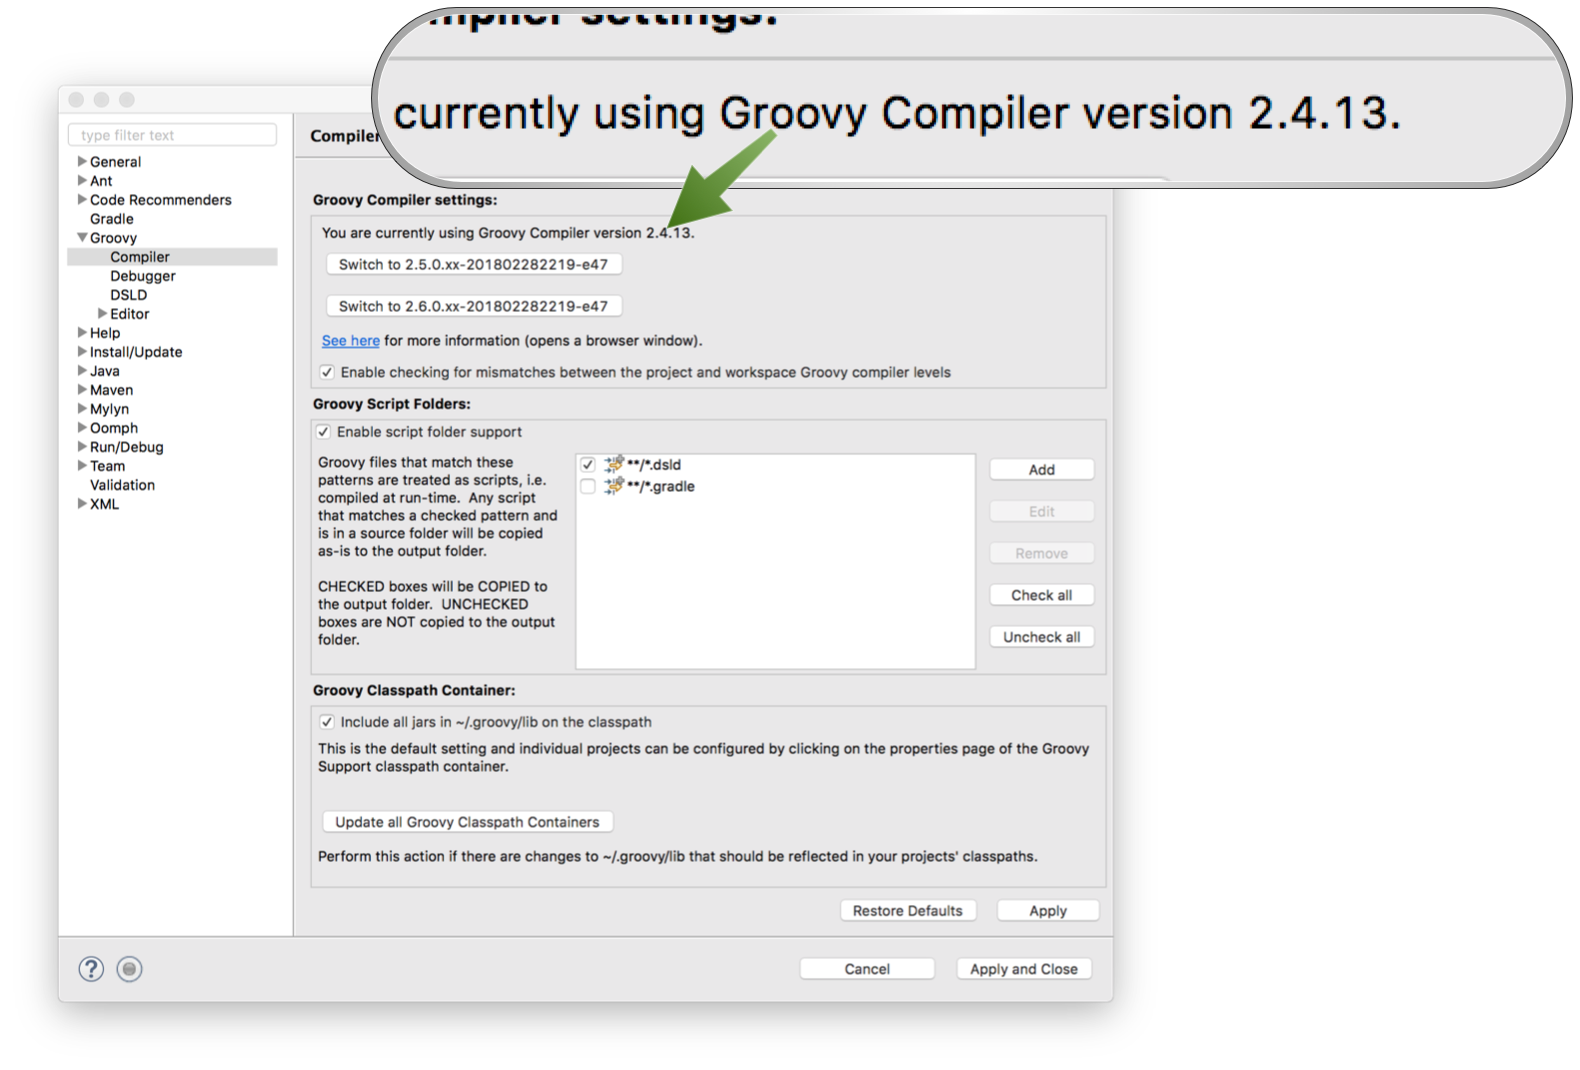 mpiler settings:
currently using Groovy Compiler version 2.4.13.
type filter text
General
Ant
Code Recommenders
Gradle
Groovy
Compiler
Debugger
DSLD
Editor
Help
Install/Update
Java
Maven
Mylyn
Oomph
Run/Debug
Team
Validation
XML
Compiler
Groovy Compiler settings:
You are currently using Groovy Compiler version 2.4.13.
Switch to 2.5.0.xx-201802282219-e47
Switch to 2.6.0.xx-201802282219-e47
See here for more information (opens a browser window).
Enable checking for mismatches between the project and workspace Groovy compiler levels
Groovy Script Folders:
Enable script folder support
Groovy files that match these
patterns are treated as scripts, i.e.
compiled at run-time.  Any script
that matches a checked pattern and
is in a source folder will be copied
as-is to the output folder.
CHECKED boxes will be COPIED to
the output folder.  UNCHECKED
boxes are NOT copied to the output
folder.
**/*.dsld
**/*.gradle
Add
Edit
Remove
Check all
Uncheck all
Groovy Classpath Container:
Include all jars in ~/.groovy/lib on the classpath
This is the default setting and individual projects can be configured by clicking on the properties page of the Groovy
Support classpath container.
Update all Groovy Classpath Containers
Perform this action if there are changes to ~/.groovy/lib that should be reflected in your projects' classpaths.
Restore Defaults
Apply
?
Cancel
Apply and Close